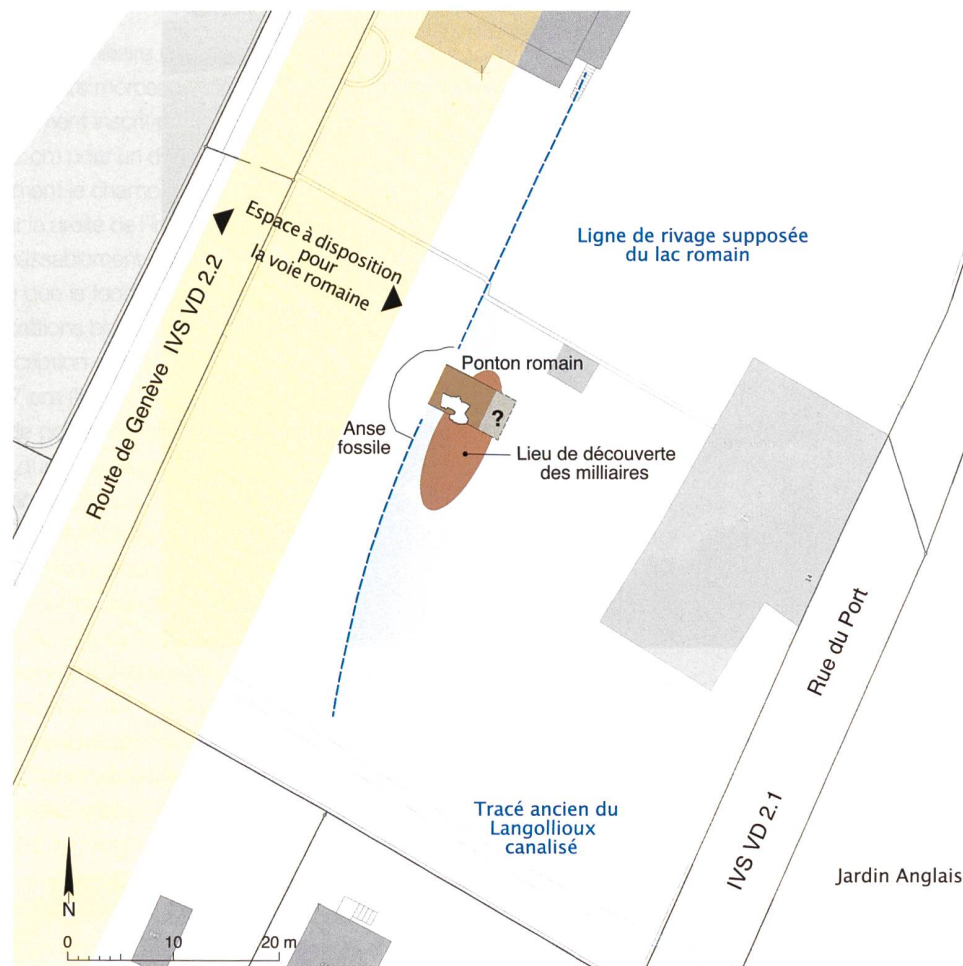 Espace à disposition
pour
la voie romaine
Route de Genève IVS VD 2.2
Ligne de rivage supposée
du lac romain
Ponton romain
?
Anse
fossile
Lieu de découverte
des milliaires
14
Rue du Port
IVS VD 2.1
Tracé ancien du
Langollioux
canalisé
Jardin Anglais
N
0 10 20 m